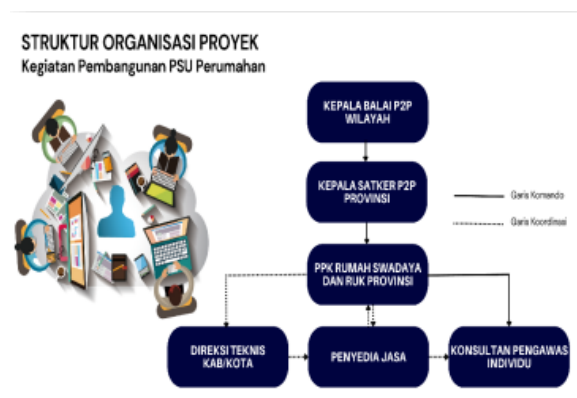 STRUKTUR ORGANISASI PROYEK
Kegiatan Pembangunan PSU Perumahan
KEPALA BALAI P2P
WILAYAH
KEPALA SATKER P2P
PROVINSI
Garis Komando
Garis Koordinasi
PPK RUMAH SWADAYA
DAN RUK PROVINSI
DIREKSI TEKNIS
KAB/KOTA
PENYEDIA JASA
KONSULTAN PENGAWAS
INDIVIDU